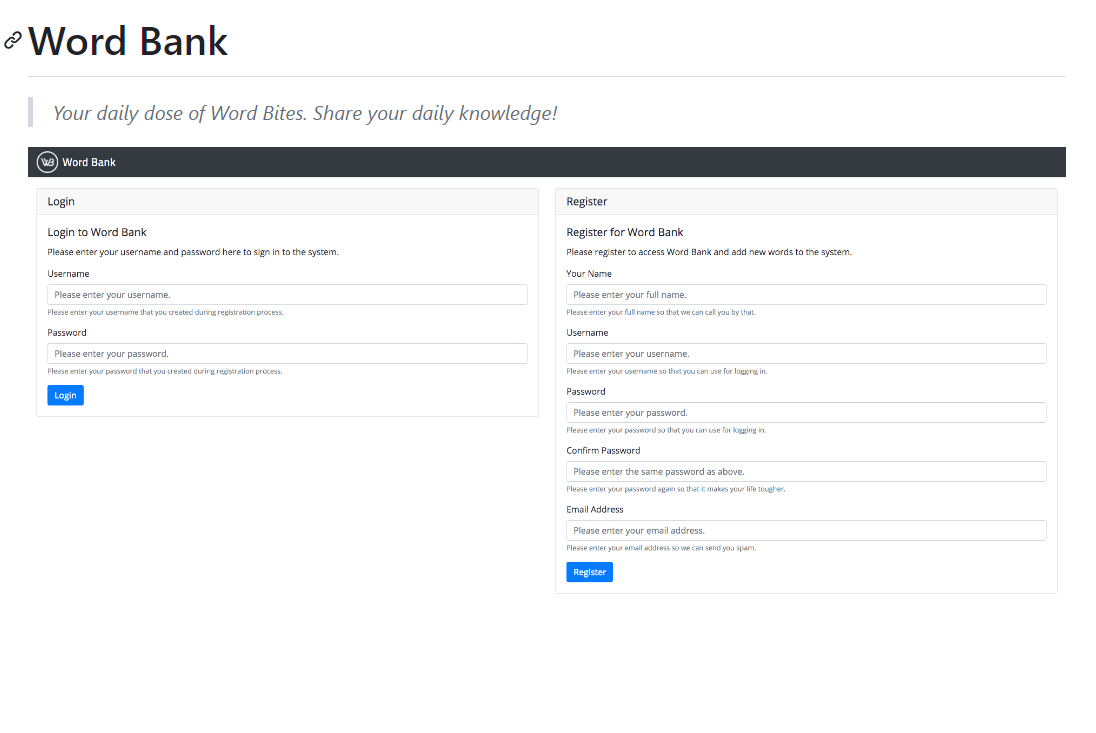 Word Bank
Your daily dose of Word Bites. Share your daily knowledge!
WB Word Bank
Login
Login to Word Bank
Please enter your username and password here to sign in to the system.
Username
Please enter your username.
Please enter your username that you created during registration process.
Password
Please enter your password.
Please enter your password that you created during registration process.
Login
Register
Register for Word Bank
Please register to access Word Bank and add new words to the system.
Your Name
Please enter your full name.
Please enter your full name so that we can call you by that.
Username
Please enter your username.
Please enter your username so that you can use for logging in.
Password
Please enter your password.
Please enter your password so that you can use for logging in.
Confirm Password
Please enter the same password as above.
Please enter your password again so that it makes your life tougher.
Email Address
Please enter your email address.
Please enter your email address so we can send you spam.
Register